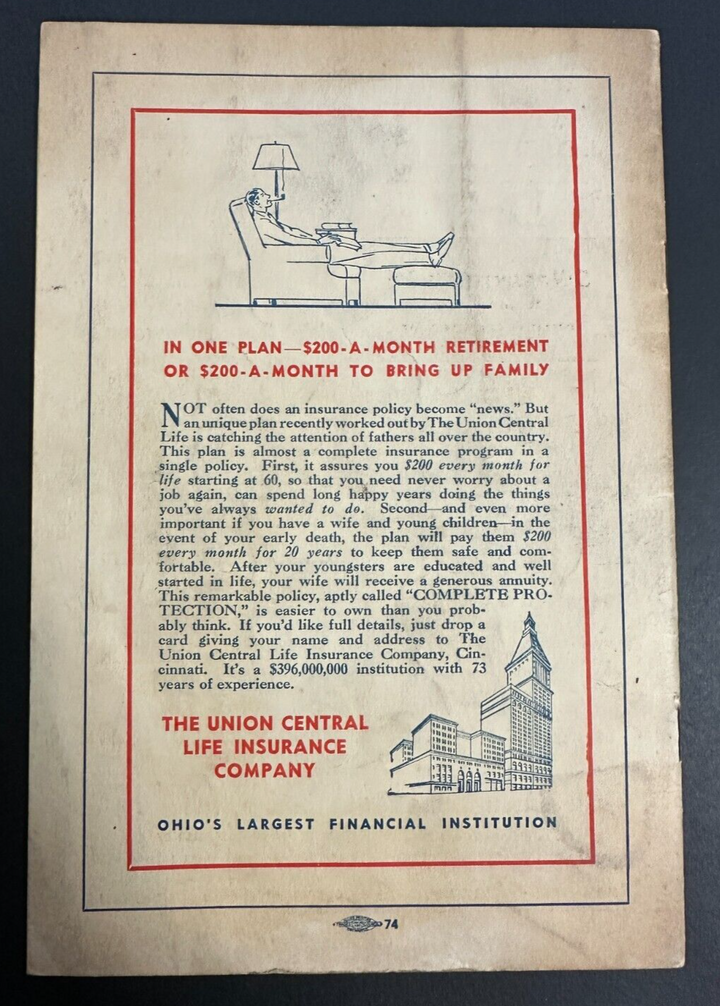 IN ONE PLAN—$200-A-MONTH RETIREMENT
OR $200-A-MONTH TO BRING UP FAMILY
NOT often does an insurance policy become “news.” But
an unique plan recently worked out by The Union Central
Life is catching the attention of fathers all over the country.
This plan is almost a complete insurance program in a
single policy. First, it assures you $200 every month for
life starting at 60, so that you need never worry about a
job again, can spend long happy years doing the things
you’ve always wanted to do. Second—and even more
important if you have a wife and young children—in the
event of your early death, the plan will pay them $200
every month for 20 years to keep them safe and com-
fortable. After your youngsters are educated and well
started in life, your wife will receive a generous annuity.
This remarkable policy, aptly called “COMPLETE PRO-
TECTION,” is easier to own than you prob-
ably think. If you’d like full details, just drop a
card giving your name and address to The
Union Central Life Insurance Company, Cin-
cinnati. It’s a $396,000,000 institution with 73
years of experience.
THE UNION CENTRAL
LIFE INSURANCE
COMPANY
OHIO’S LARGEST FINANCIAL INSTITUTION
74